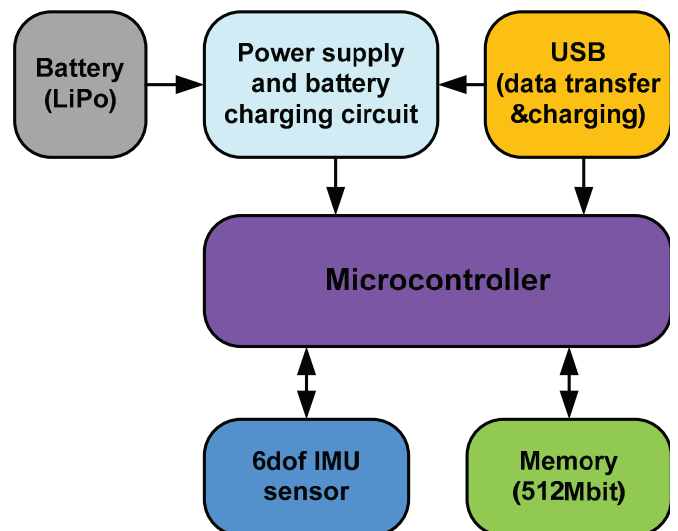 Battery
(LiPo)
Power supply
and battery
charging circuit
USB
(data transfer
&charging)
Microcontroller
6dof IMU
sensor
Memory
(512Mbit)